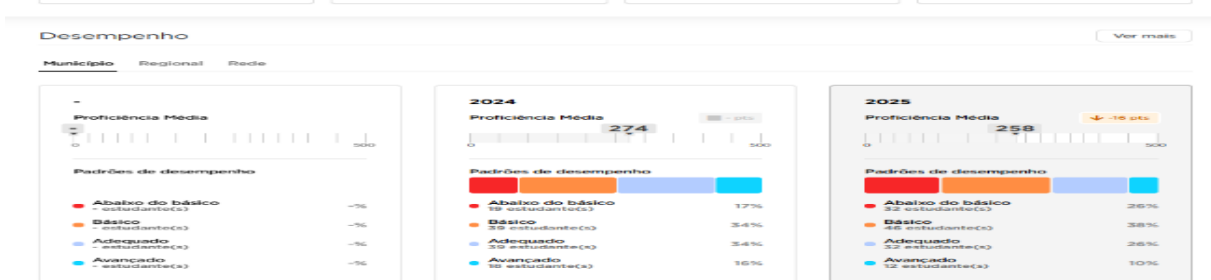 Desempenho
Ver mais
Município Regional Rede
-
Proficiência Média
-
0 500
Padrões de desempenho
Abaixo do básico
- estudante(s)
-%
Básico
- estudante(s)
-%
Adequado
- estudante(s)
-%
Avançado
- estudante(s)
-%
2024
Proficiência Média
- pts
274
0 500
Padrões de desempenho
Abaixo do básico
19 estudante(s)
17%
Básico
39 estudante(s)
34%
Adequado
39 estudante(s)
34%
Avançado
18 estudante(s)
16%
2025
Proficiência Média
-16 pts
258
0 500
Padrões de desempenho
Abaixo do básico
32 estudante(s)
26%
Básico
46 estudante(s)
38%
Adequado
32 estudante(s)
26%
Avançado
12 estudante(s)
10%